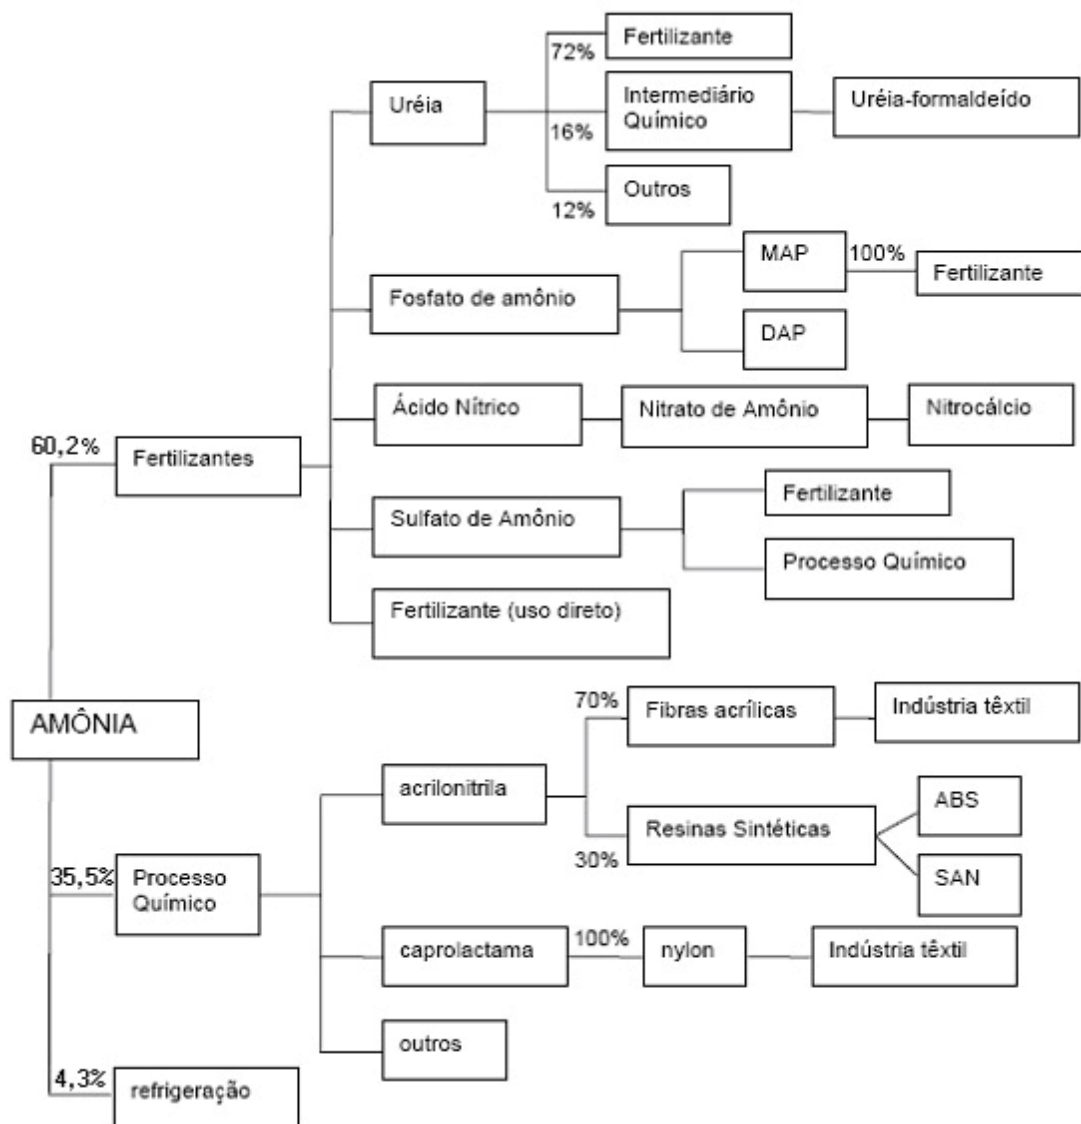 Fertilizante
72%
Uréia
Intermediário
Químico
Uréia-formaldeído
16%
Outros
12%
MAP
100%
Fertilizante
Fosfato de amônio
DAP
Ácido Nítrico
Nitrato de Amônio
Nitrocálcio
60,2%
Fertilizantes
Fertilizante
Sulfato de Amônio
Processo Químico
Fertilizante (uso direto)
AMÔNIA
70%
Fibras acrílicas
Indústria têxtil
acrilonitrila
ABS
Resinas Sintéticas
30%
SAN
35,5%
Processo
Químico
caprolactama
100%
nylon
Indústria têxtil
outros
4,3%
refrigeração